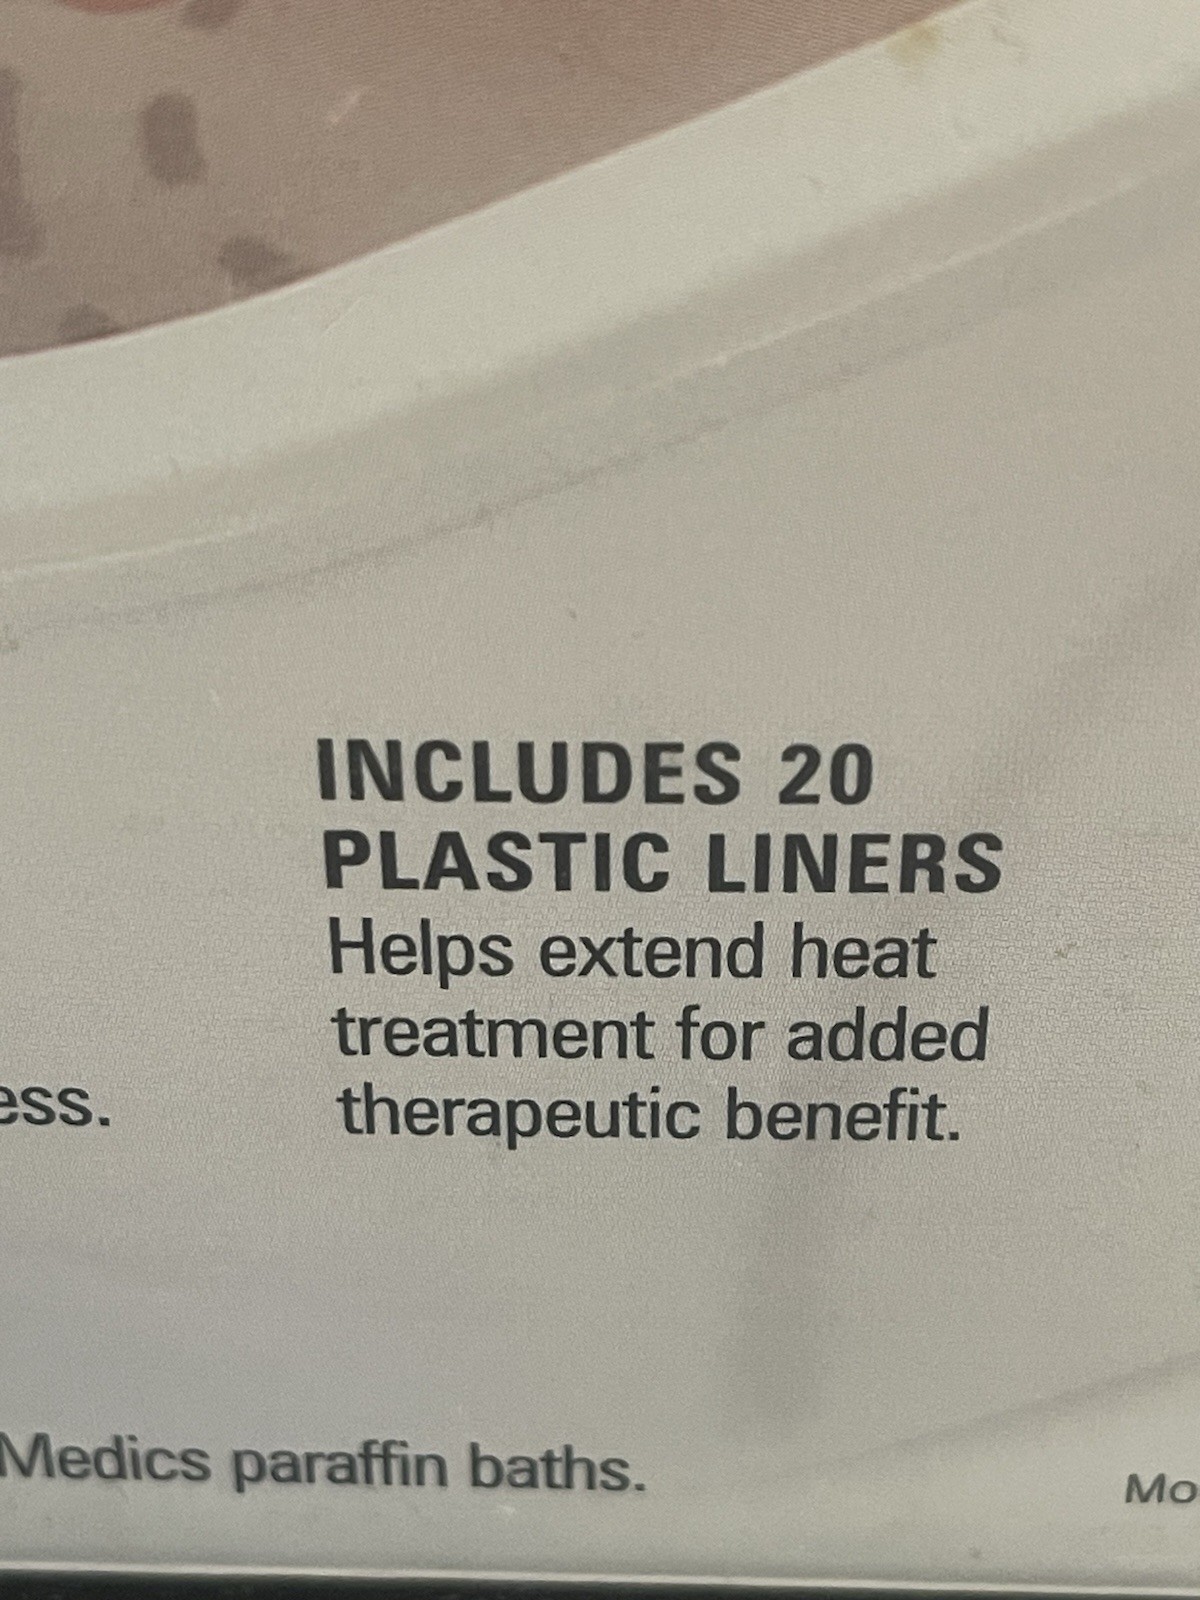 INCLUDES 20
PLASTIC LINERS
Helps extend heat
treatment for added
ess.
therapeutic benefit.
Medics paraffin baths.
Mo